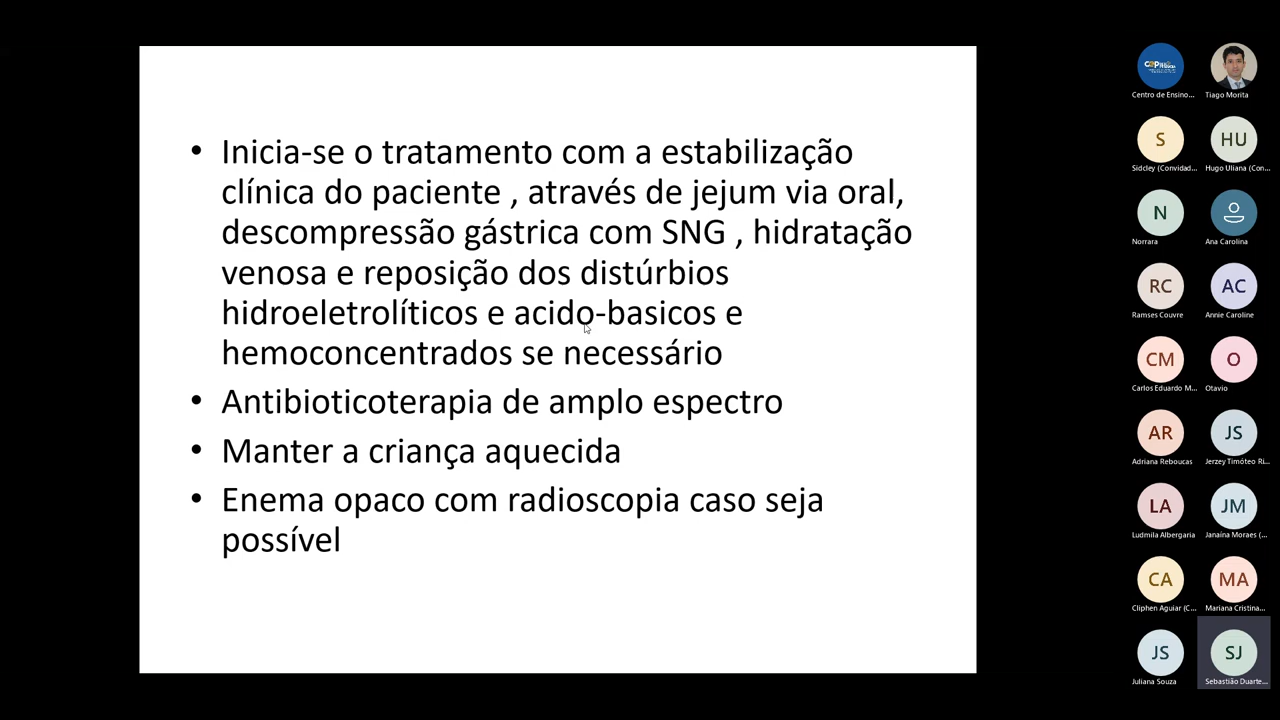 • Inicia-se o tratamento com a estabilização
clínica do paciente , através de jejum via oral,
descompressão gástrica com SNG , hidratação
venosa e reposição dos distúrbios
hidroeletrolíticos e acido-basicos e
hemoconcentrados se necessário
• Antibioticoterapia de amplo espectro
• Manter a criança aquecida
• Enema opaco com radioscopia caso seja
possível
Centro de Ensino...
Tiago Morita
S
Sidcley (Convidad...
HU
Hugo Uliana (Con...
N
Norrara
Ana Carolina
RC
Ramses Couvre
AC
Annie Caroline
CM
Carlos Eduardo M...
O
Otavio
AR
Adriana Reboucas
JS
Jerzey Timóteo Ri...
LA
Ludmila Albergaria
JM
Janaína Moraes (...
CA
Cliphen Aguiar (C...
MA
Mariana Cristina...
JS
Juliana Souza
SJ
Sebastião Duarte...